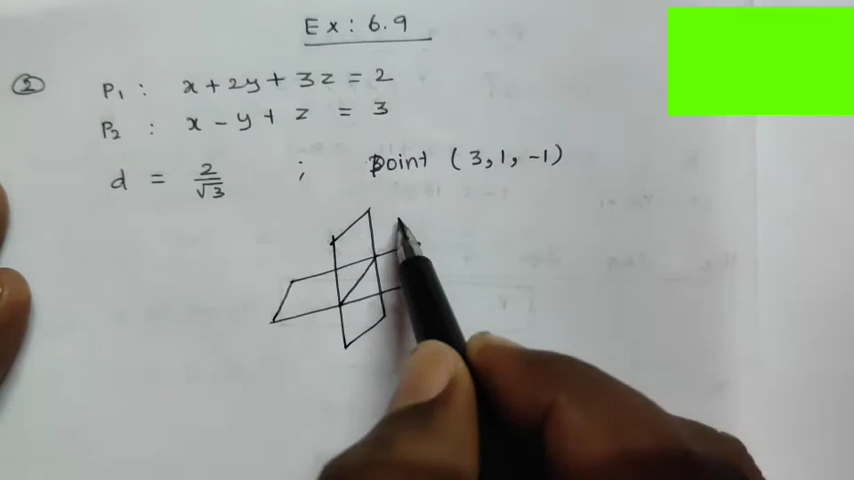 Ex: 6.9
② P₁ : x + 2y + 3z = 2
P₂ : x - y + z = 3
d = 2/√3 ; point (3, 1, -1)